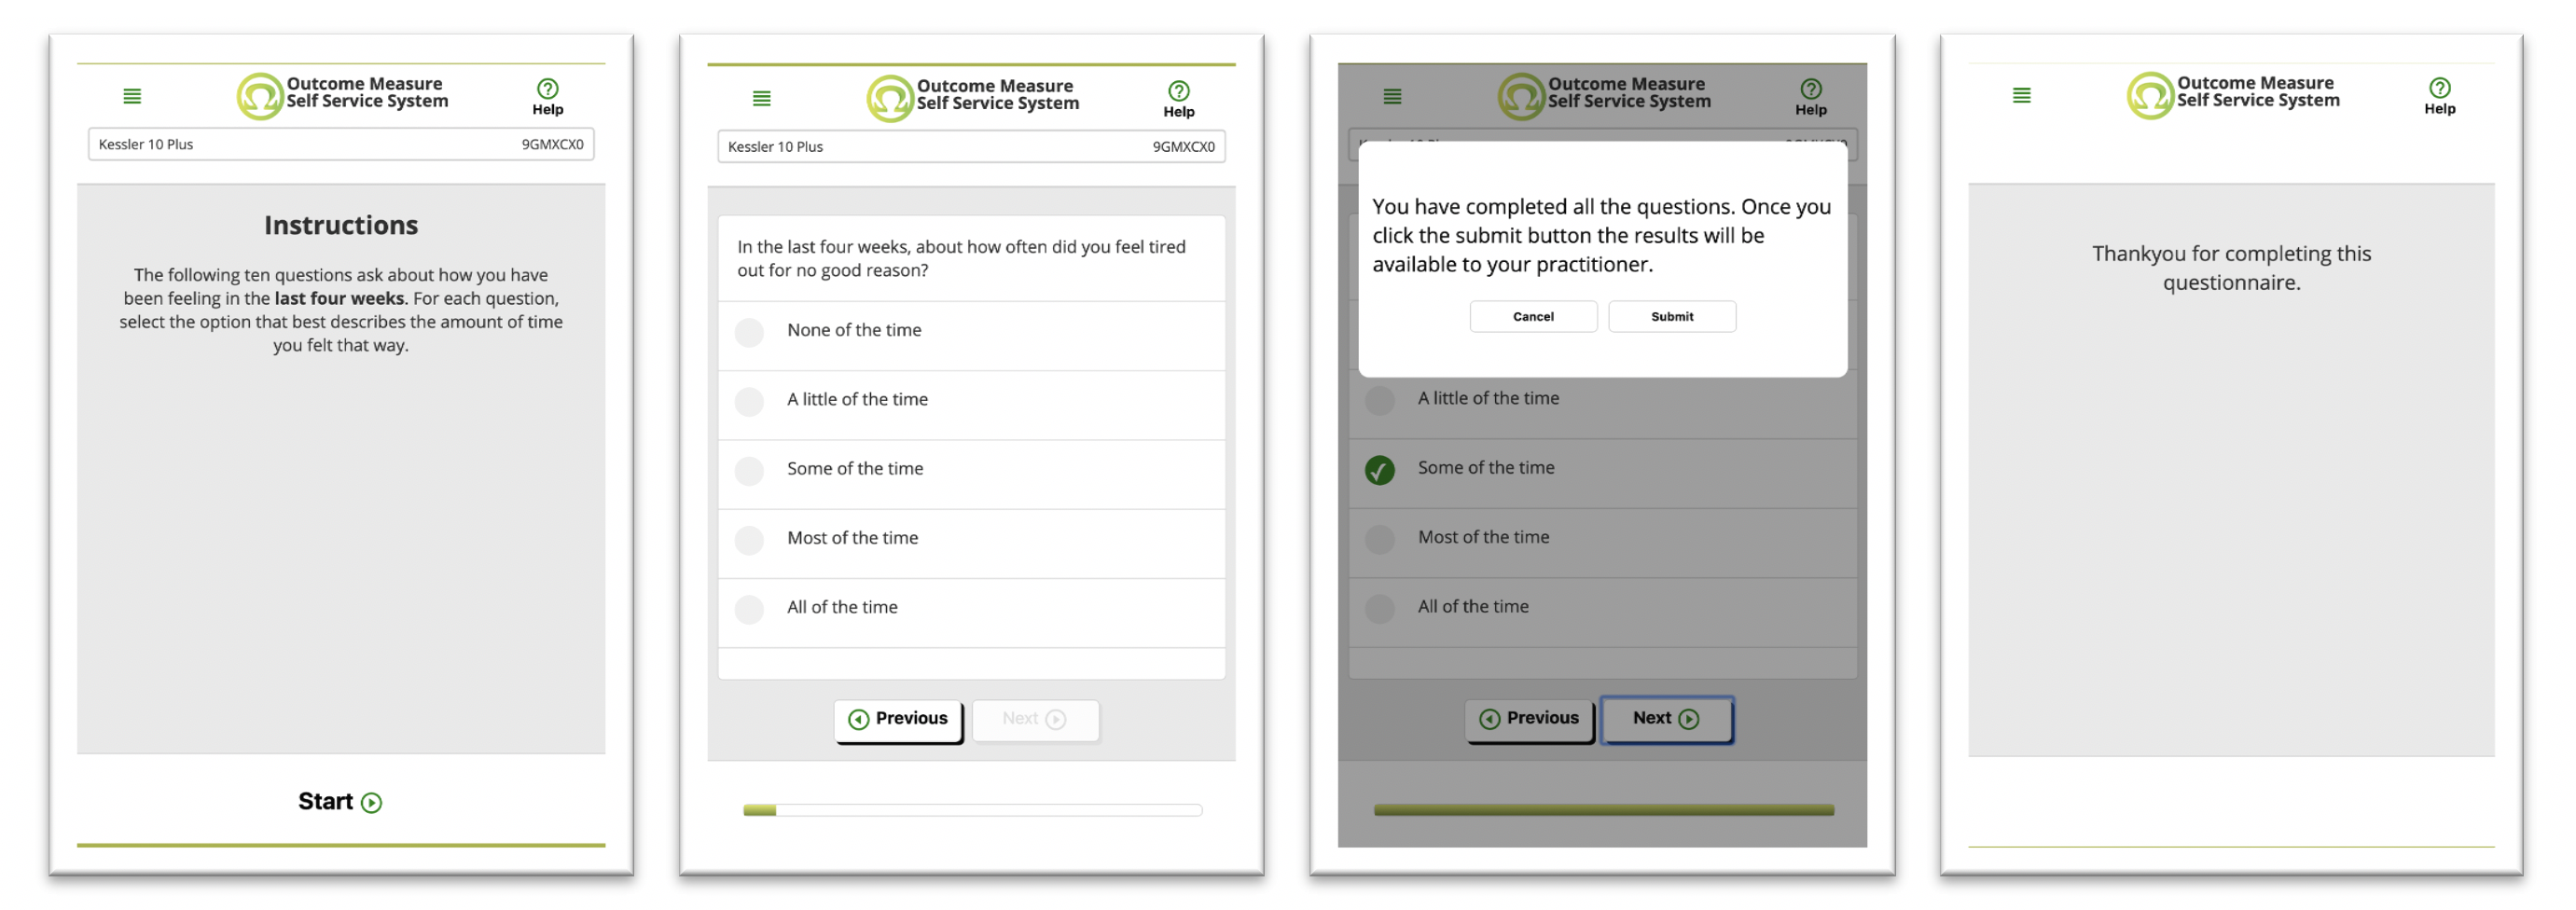 Outcome Measure
Self Service System
Help
Kessler 10 Plus 9GMXCX0
Instructions
The following ten questions ask about how you have
been feeling in the last four weeks. For each question,
select the option that best describes the amount of time
you felt that way.
Start
Outcome Measure
Self Service System
Help
Kessler 10 Plus 9GMXCX0
In the last four weeks, about how often did you feel tired
out for no good reason?
None of the time
A little of the time
Some of the time
Most of the time
All of the time
Previous Next
Outcome Measure
Self Service System
Help
You have completed all the questions. Once you
click the submit button the results will be
available to your practitioner.
Cancel Submit
A little of the time
Some of the time
Most of the time
All of the time
Previous Next
Outcome Measure
Self Service System
Help
Thankyou for completing this
questionnaire.